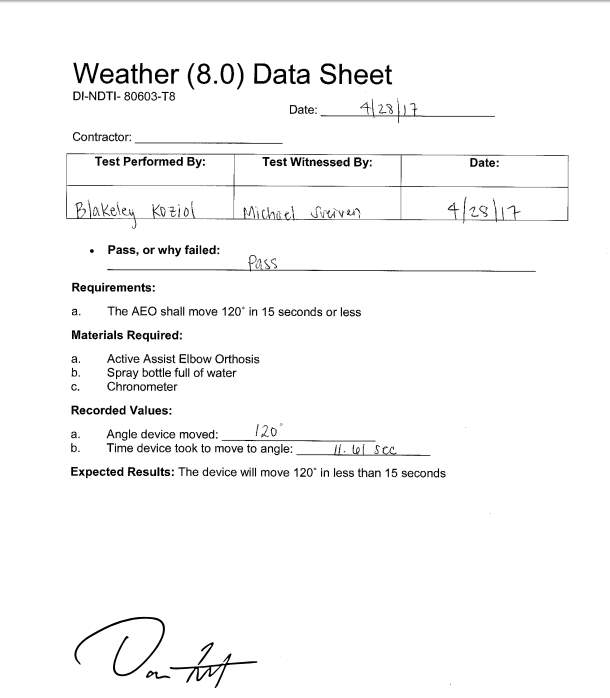 Weather (8.0) Data Sheet
DI-NDTI- 80603-T8
Date: 4/28/17
Contractor:
Test Performed By: Test Witnessed By: Date:
Blakeley Koziol Michael 4/28/17
• Pass, or why failed:
Pass
Requirements:
a. The AEO shall move 120° in 15 seconds or less
Materials Required:
a. Active Assist Elbow Orthosis
b. Spray bottle full of water
c. Chronometer
Recorded Values:
a. Angle device moved: 120°
b. Time device took to move to angle: 11.61 sec
Expected Results: The device will move 120° in less than 15 seconds